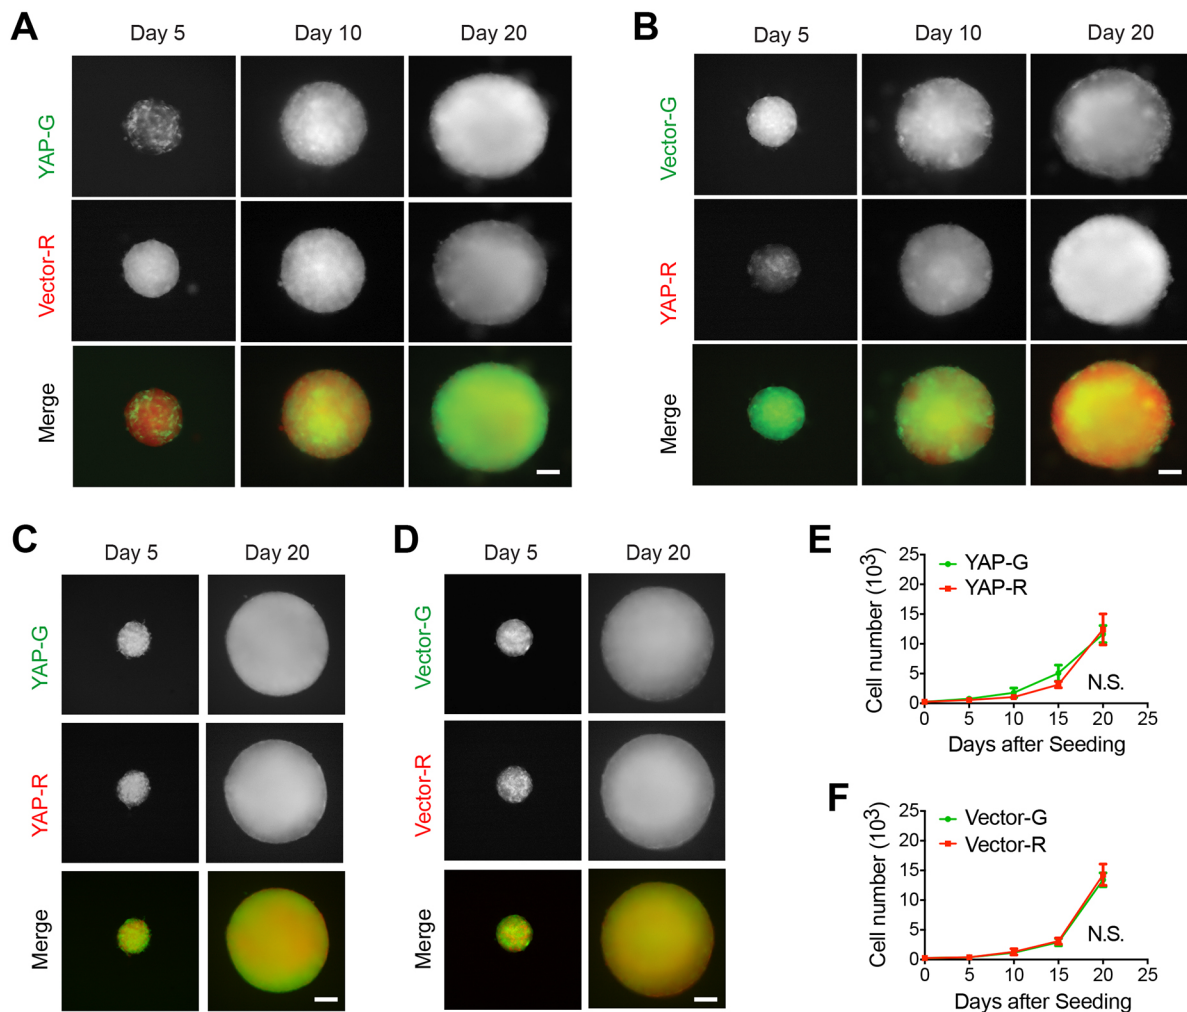 A
Day 5 Day 10 Day 20
YAP-G
Vector-R
Merge
B
Day 5 Day 10 Day 20
Vector-G
YAP-R
Merge
C
Day 5 Day 20
YAP-G
YAP-R
Merge
D
Day 5 Day 20
Vector-G
Vector-R
Merge
E
Cell number (10³)
25
20
15
10
5
0
YAP-G
YAP-R
N.S.
0 5 10 15 20 25
Days after Seeding
F
Cell number (10³)
25
20
15
10
5
0
Vector-G
Vector-R
N.S.
0 5 10 15 20 25
Days after Seeding